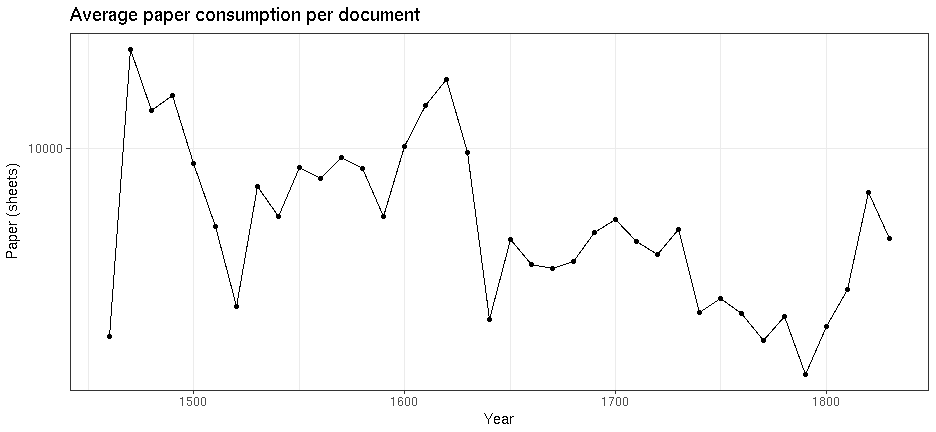 Average paper consumption per document
Paper (sheets)
10000
1500 1600 1700 1800
Year